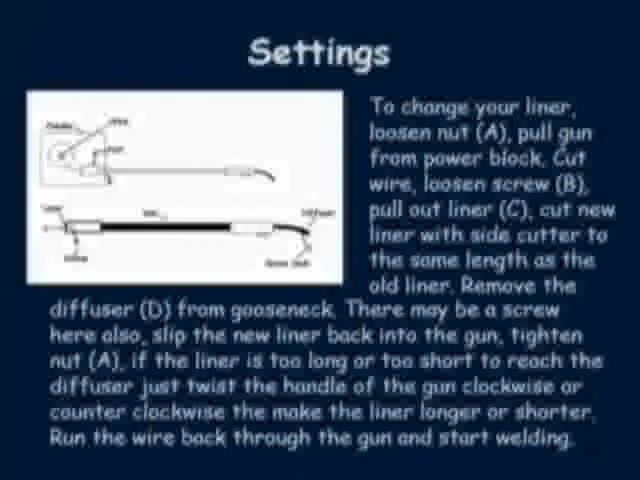 Settings
To change your liner,
loosen nut (A), pull gun
from power block. Cut
wire, loosen screw (B),
pull out liner (C), cut new
liner with side cutter to
the same length as the
old liner. Remove the
diffuser (D) from gooseneck. There may be a screw
here also, slip the new liner back into the gun, tighten
nut (A), if the liner is too long or too short to reach the
diffuser just twist the handle of the gun clockwise or
counter clockwise the make the liner longer or shorter.
Run the wire back through the gun and start welding.